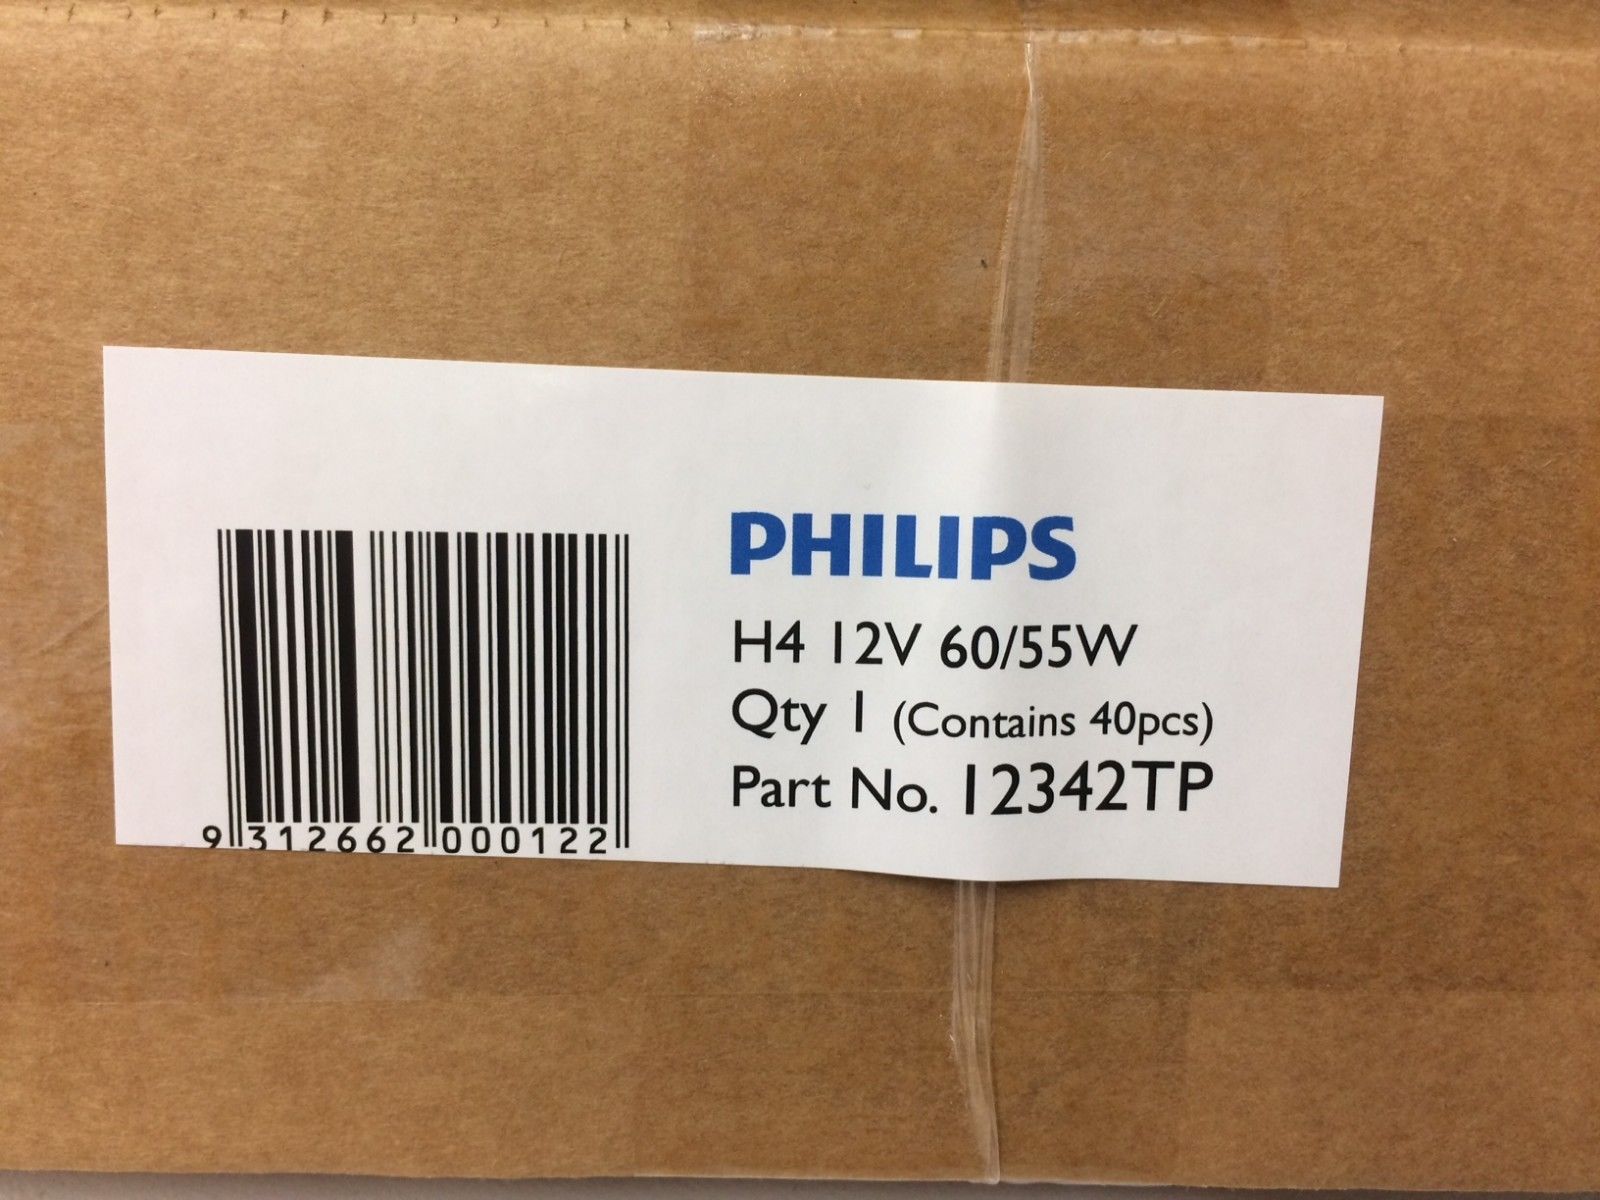 PHILIPS
H4 12V 60/55W
Qty 1 (Contains 40pcs)
Part No. 12342TP
9 312662 000122